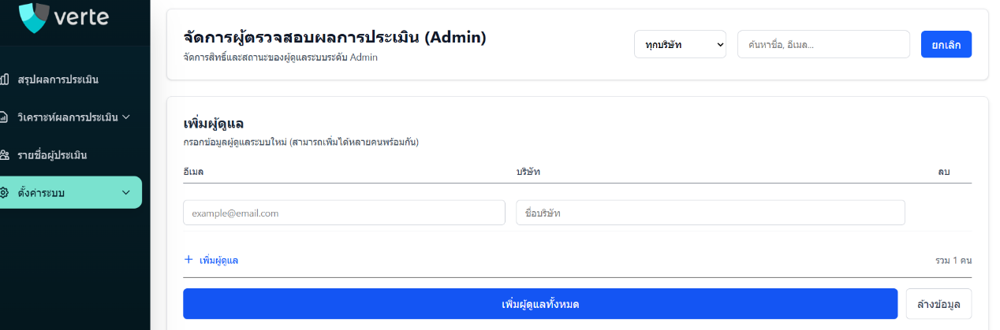 verte
สรุปผลการประเมิน
วิเคราะห์ผลการประเมิน
รายชื่อผู้ประเมิน
ตั้งค่าระบบ
จัดการผู้ตรวจสอบผลการประเมิน (Admin)
จัดการสิทธิ์และสถานะของผู้ดูแลระบบระดับ Admin
ทุกบริษัท
ค้นหาชื่อ, อีเมล...
ยกเลิก
เพิ่มผู้ดูแล
กรอกข้อมูลผู้ดูแลระบบใหม่ (สามารถเพิ่มได้หลายคนพร้อมกัน)
อีเมล บริษัท ลบ
example@email.com ชื่อบริษัท
+ เพิ่มผู้ดูแล รวม 1 คน
เพิ่มผู้ดูแลทั้งหมด ล้างข้อมูล